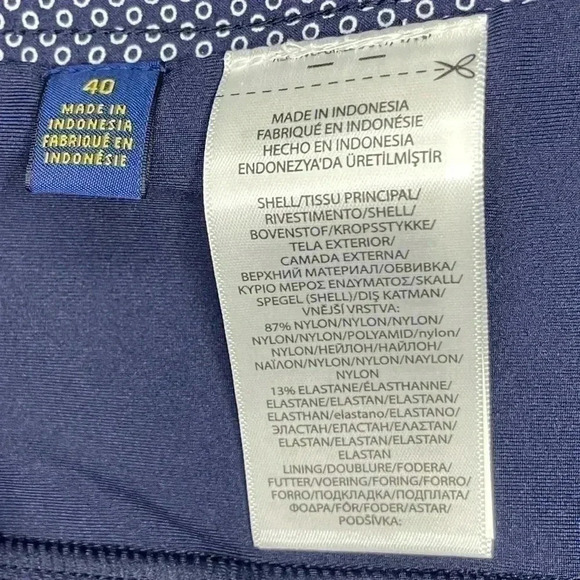 40
MADE IN
INDONESIA
FABRIQUÉ EN
INDONÉSIE
MADE IN INDONESIA
FABRIQUÉ EN INDONÉSIE
HECHO EN INDONESIA
ENDONEZYA'DA ÜRETİLMİŞTİR
SHELL/TISSU PRINCIPAL/
RIVESTIMENTO/SHELL/
BOVENSTOF/KROPSSTYKKE/
TELA EXTERIOR/
CAMADA EXTERNA/
ВЕРХНИЙ МАТЕРИАЛ/ОБВИВКА/
ΚΥΡΙΟ ΜΕΡΟΣ ΕΝΔΥΜΑΤΟΣ/SKALL/
SPEGEL (SHELL)/DIŞ KATMAN/
VNĚJŠÍ VRSTVA:
87% NYLON/NYLON/NYLON/
NYLON/NYLON/POLYAMID/nylon/
NYLON/НЕЙЛОН/НАЙЛОН/
ΝΑΪΛΟΝ/NYLON/NYLON/NAYLON/
NYLON
13% ELASTANE/ÉLASTHANNE/
ELASTANE/ELASTAN/ELASTAAN/
ELASTHAN/elastano/ELASTANO/
ЭЛАСТАН/ЕЛАСТАН/ΕΛΑΣΤΑΝ/
ELASTAN/ELASTAN/ELASTAN/
ELASTAN
LINING/DOUBLURE/FODERA/
FUTTER/VOERING/FORING/FORRO/
FORRO/ПОДКЛАДКА/ПОДПЛАТА/
ΦΟΔΡΑ/FÔR/FODER/ASTAR/
PODŠÍVKA: